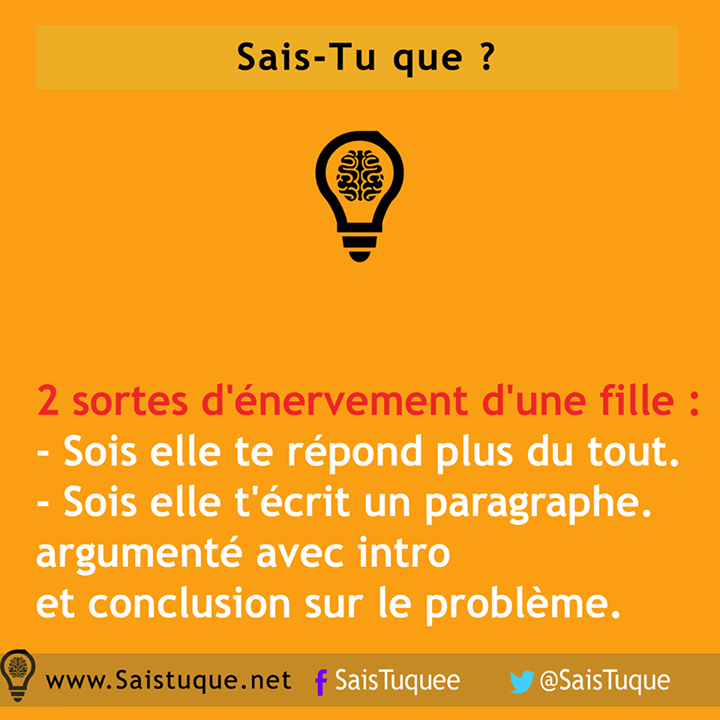 Sais-Tu que ?
2 sortes d'énervement d'une fille :
- Sois elle te répond plus du tout.
- Sois elle t'écrit un paragraphe.
argumenté avec intro
et conclusion sur le problème.
www.Saistuque.net f SaisTuquee @SaisTuque